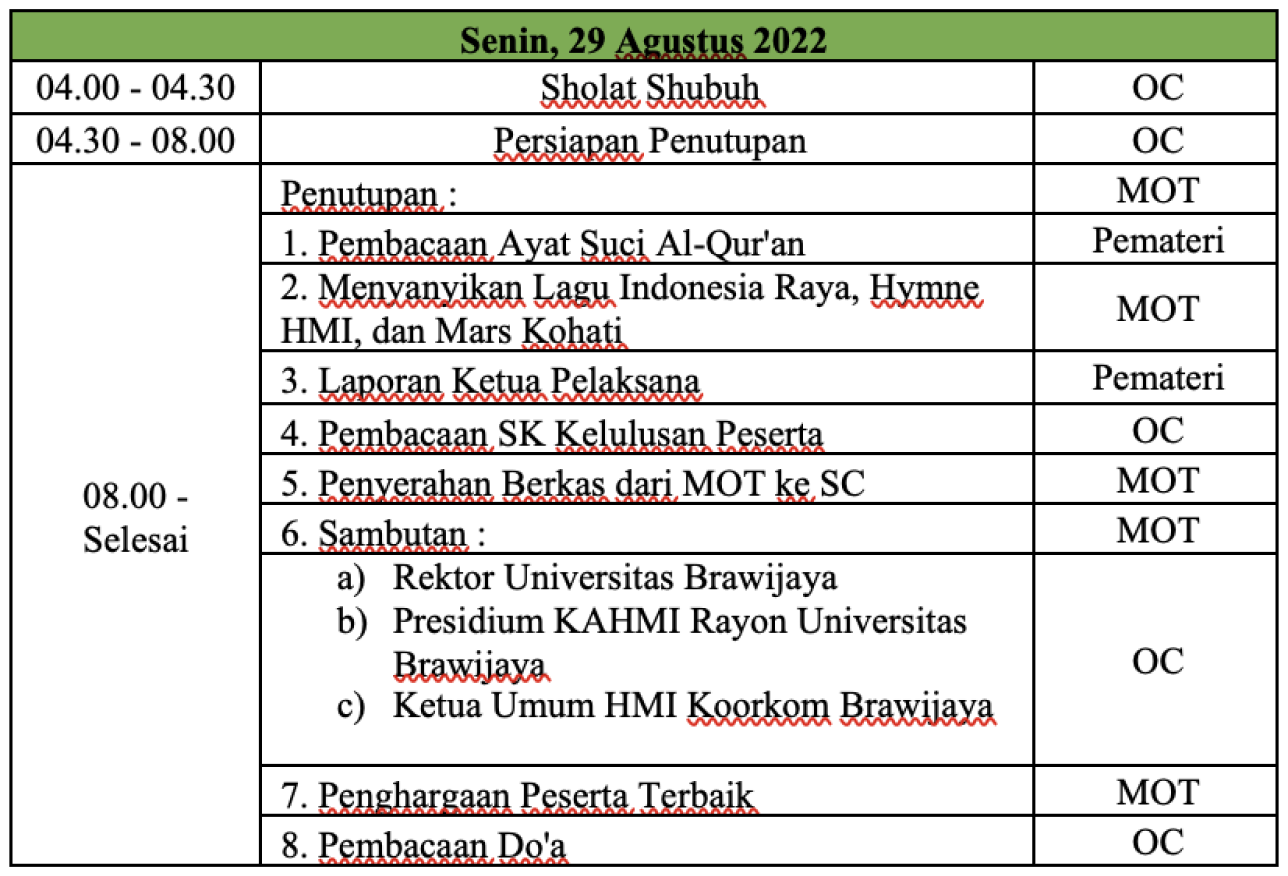 Senin, 29 Agustus 2022
04.00 - 04.30 Sholat Shubuh OC
04.30 - 08.00 Persiapan Penutupan OC
08.00 -
Selesai
Penutupan : MOT
1. Pembacaan Ayat Suci Al-Qur'an Pemateri
2. Menyanyikan Lagu Indonesia Raya, Hymne
HMI, dan Mars Kohati
MOT
3. Laporan Ketua Pelaksana Pemateri
4. Pembacaan SK Kelulusan Peserta OC
5. Penyerahan Berkas dari MOT ke SC MOT
6. Sambutan : MOT
a) Rektor Universitas Brawijaya
b) Presidium KAHMI Rayon Universitas
Brawijaya
c) Ketua Umum HMI Koorkom Brawijaya
OC
7. Penghargaan Peserta Terbaik MOT
8. Pembacaan Do'a OC